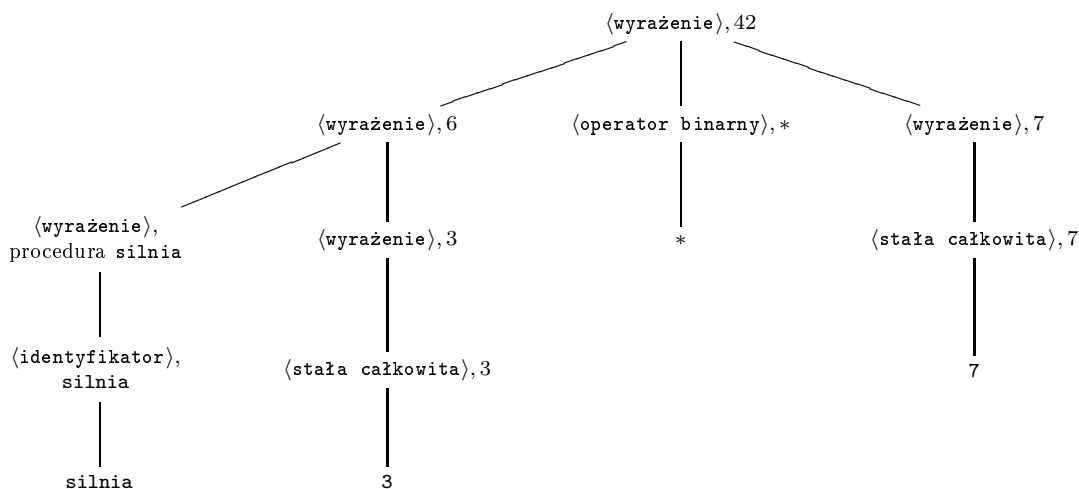 ⟨wyrażenie⟩, 42
⟨wyrażenie⟩, 6
⟨operator binarny⟩, ∗
⟨wyrażenie⟩, 7
⟨wyrażenie⟩,
procedura silnia
⟨wyrażenie⟩, 3
∗
⟨stała całkowita⟩, 7
⟨identyfikator⟩,
silnia
⟨stała całkowita⟩, 3
7
silnia
3